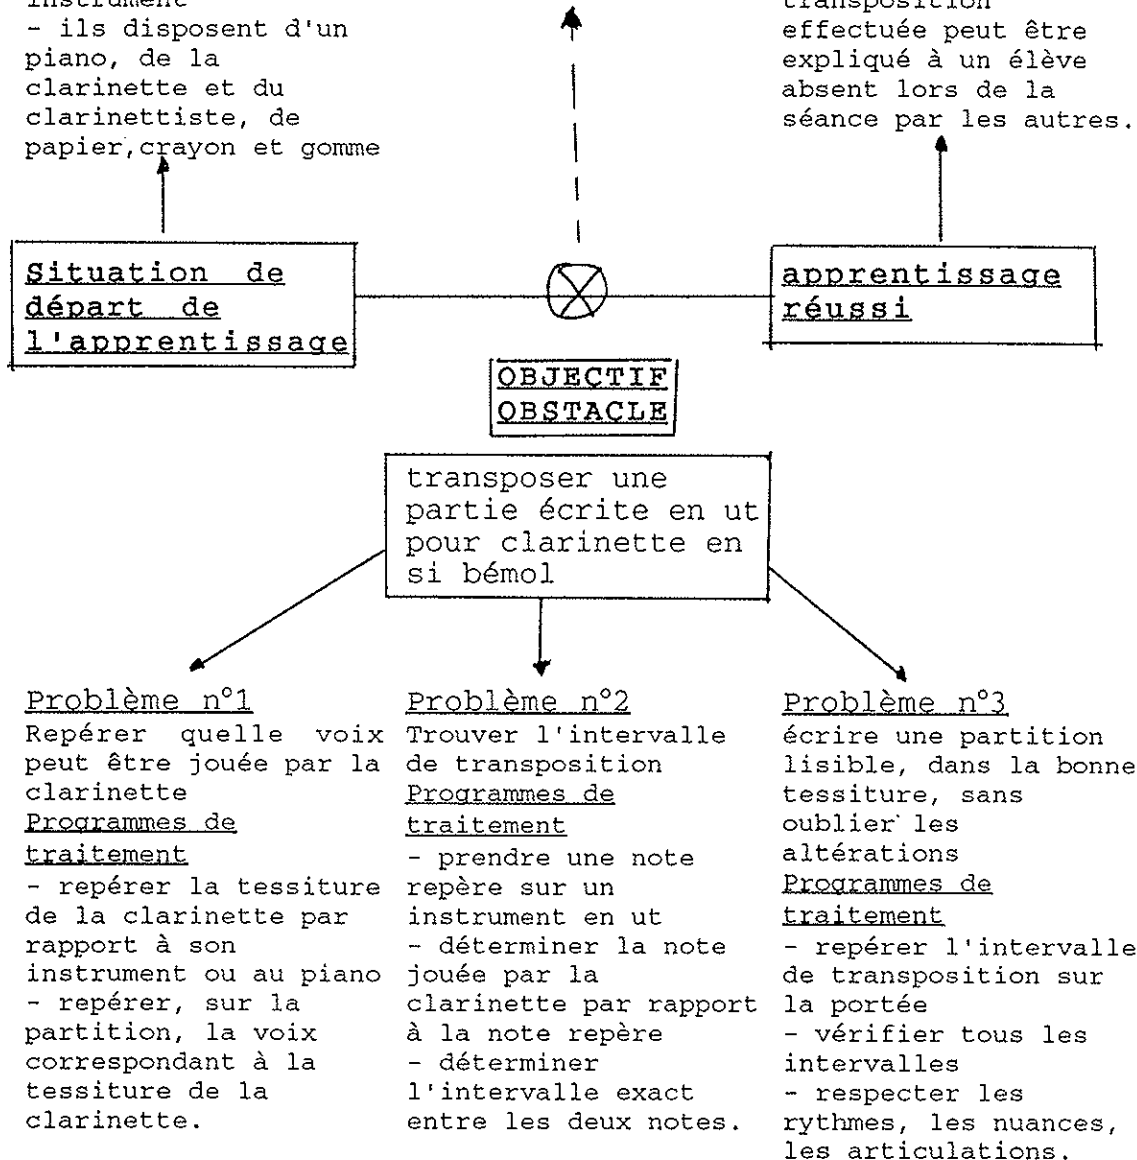 instrument
- ils disposent d'un
piano, de la
clarinette et du
clarinettiste, de
papier,crayon et gomme
transposition
effectuée peut être
expliqué à un élève
absent lors de la
séance par les autres.
Situation de
départ de
l'apprentissage
apprentissage
réussi
OBJECTIF
OBSTACLE
transposer une
partie écrite en ut
pour clarinette en
si bémol
Problème n°1
Repérer quelle voix
peut être jouée par la
clarinette
Programmes de
traitement
- repérer la tessiture
de la clarinette par
rapport à son
instrument ou au piano
- repérer, sur la
partition, la voix
correspondant à la
tessiture de la
clarinette.
Problème n°2
Trouver l'intervalle
de transposition
Programmes de
traitement
- prendre une note
repère sur un
instrument en ut
- déterminer la note
jouée par la
clarinette par rapport
à la note repère
- déterminer
l'intervalle exact
entre les deux notes.
Problème n°3
écrire une partition
lisible, dans la bonne
tessiture, sans
oublier les
altérations
Programmes de
traitement
- repérer l'intervalle
de transposition sur
la portée
- vérifier tous les
intervalles
- respecter les
rythmes, les nuances,
les articulations.